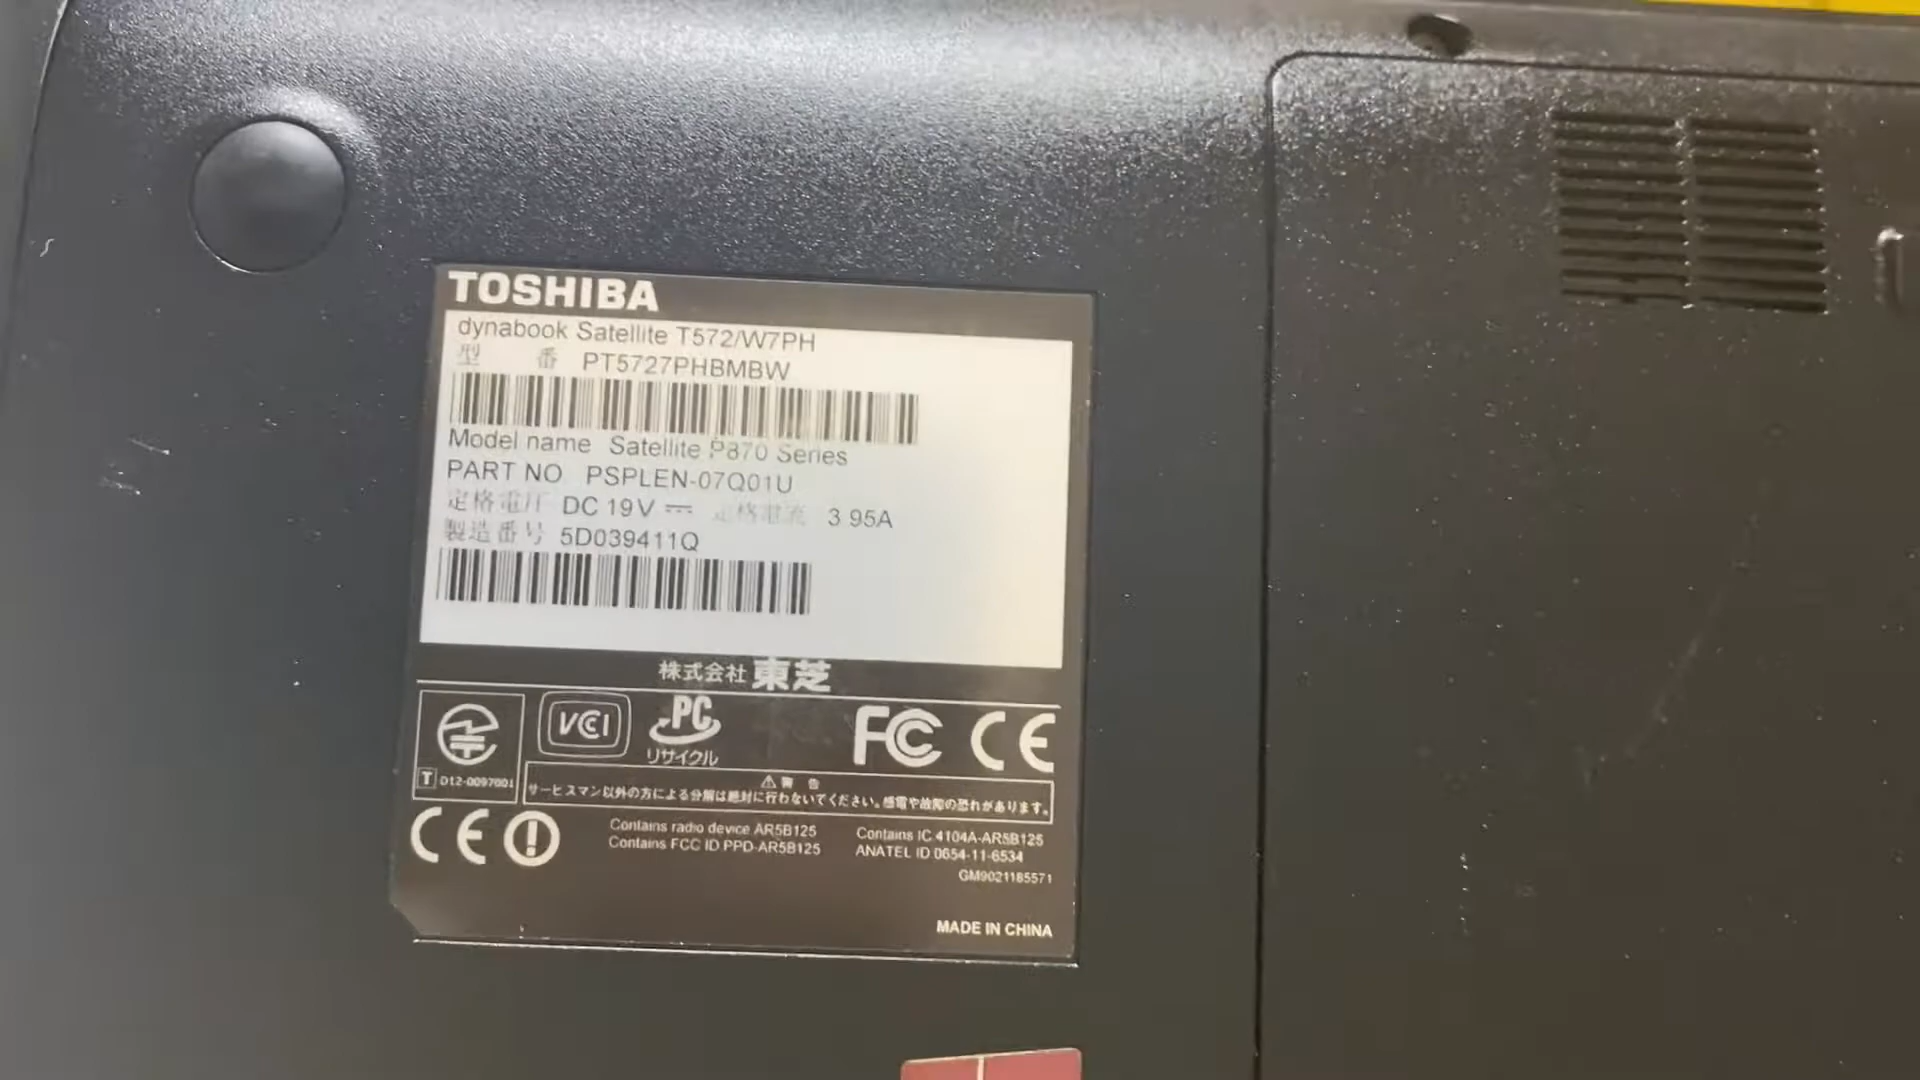 TOSHIBA
dynabook Satellite T572/W7PH
型 番 PT5727PHBMBW
Model name Satellite P870 Series
PART NO PSPLEN-07Q01U
定格電圧 DC 19V 定格電流 3.95A
製造番号 5D039411Q
株式会社 東芝
VCI
PC
リサイクル
FC CE
T D12-0097001
⚠警 告
サービスマン以外の方による分解は絶対に行わないでください。感電や故障の恐れがあります。
CE
Contains radio device AR5B125
Contains FCC ID PPD-AR5B125
Contains IC 4104A-AR5B125
ANATEL ID 0654-11-6534
GM9021185571
MADE IN CHINA